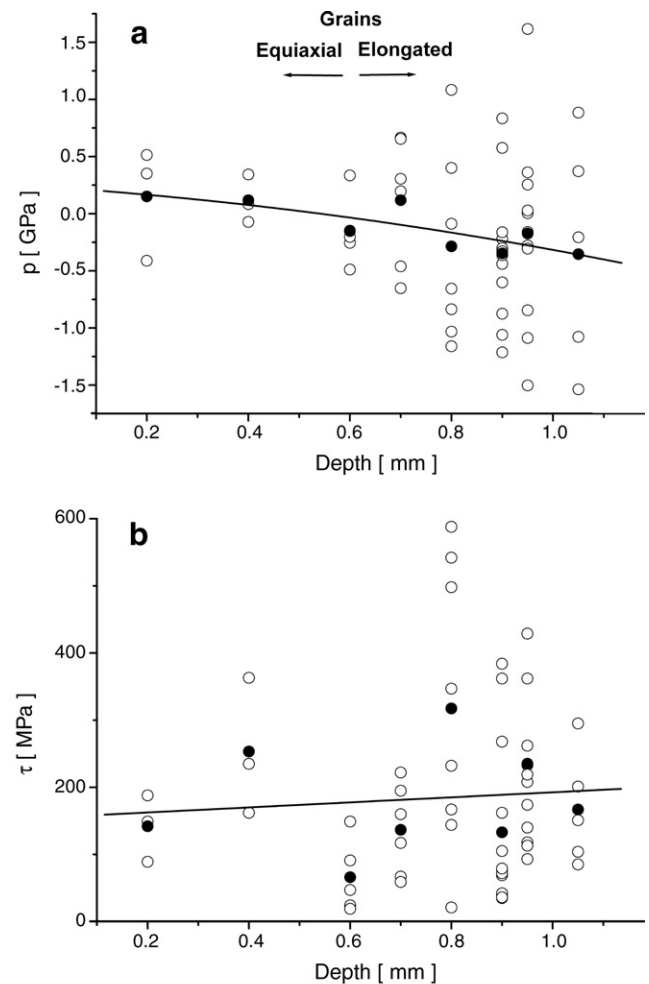 a
Grains
Equiaxial Elongated
1.5
1.0
0.5
0.0
-0.5
-1.0
-1.5
p [ GPa ]
0.2 0.4 0.6 0.8 1.0
Depth [ mm ]
b
600
400
200
0
τ [ MPa ]
0.2 0.4 0.6 0.8 1.0
Depth [ mm ]